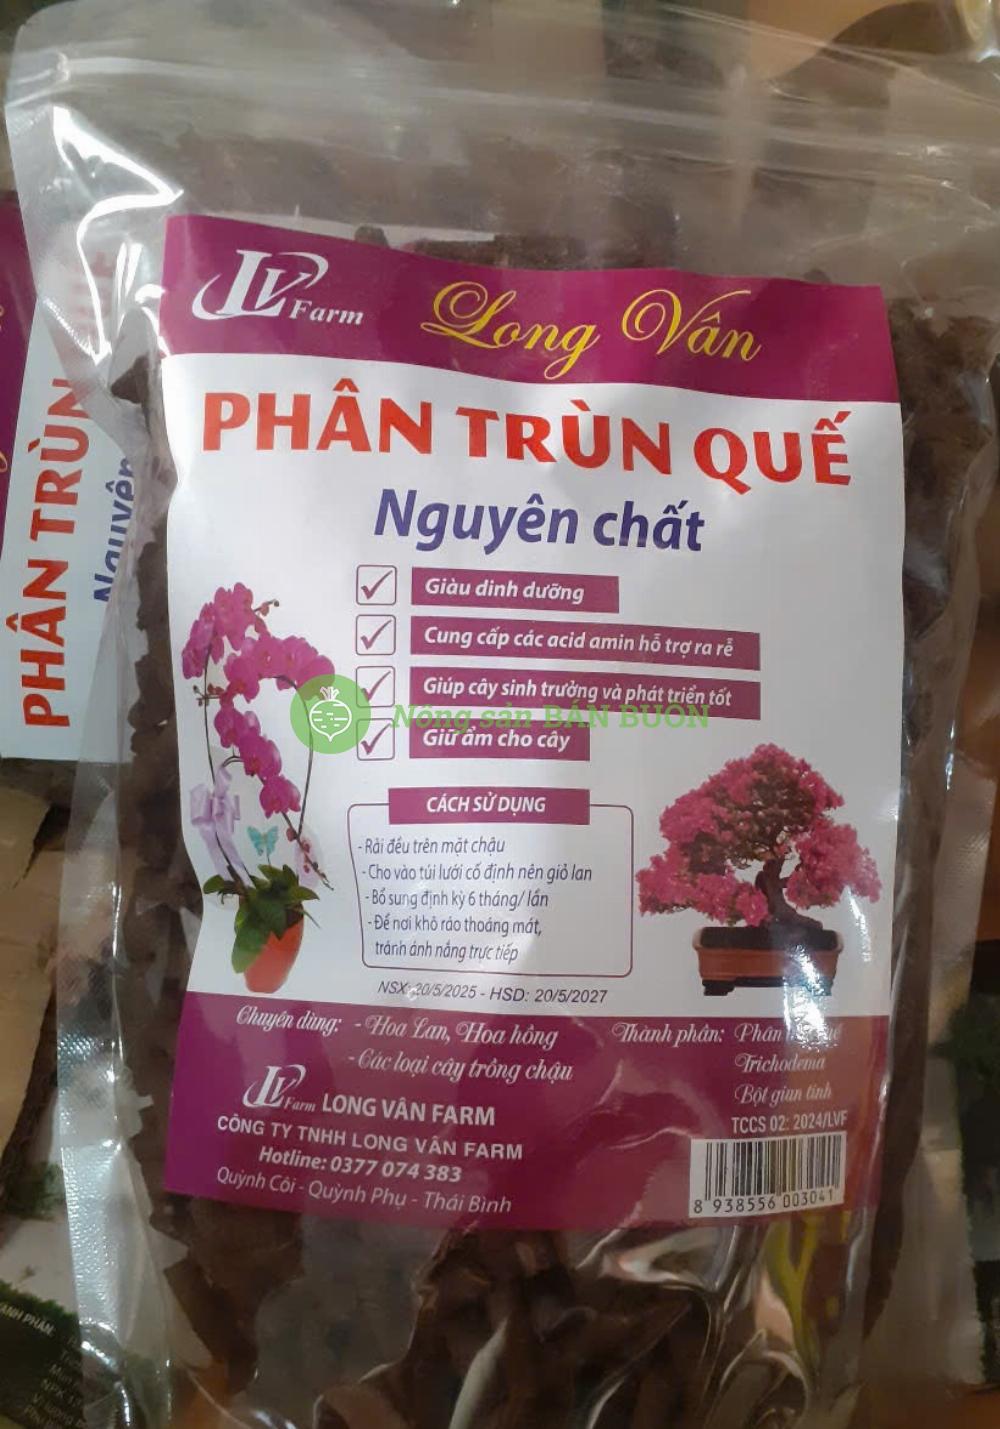 LV Farm Long Vân
PHÂN TRÙN QUẾ
Nguyên chất
Giàu dinh dưỡng
Cung cấp các acid amin hỗ trợ ra rễ
Giúp cây sinh trưởng và phát triển tốt
Nông sản BÁN BUÔN
Giữ ẩm cho cây
CÁCH SỬ DỤNG
- Rải đều trên mặt chậu
- Cho vào túi lưới cố định nên giỏ lan
- Bổ sung định kỳ 6 tháng/ lần
- Để nơi khô ráo thoáng mát,
tránh ánh nắng trực tiếp
NSX: 20/5/2025 - HSD: 20/5/2027
Chuyên dùng: - Hoa Lan, Hoa hồng
- Các loại cây trồng chậu
Thành phần: Phân
Trichodema
Bột giun tinh
TCCS 02: 2024/LVF
LV Farm LONG VÂN FARM
CÔNG TY TNHH LONG VÂN FARM
Hotline: 0377 074 383
Quỳnh Côi - Quỳnh Phụ - Thái Bình
8 938556 003041
PHÂN TRÙN
Nguyên
THÀNH PHẦN: